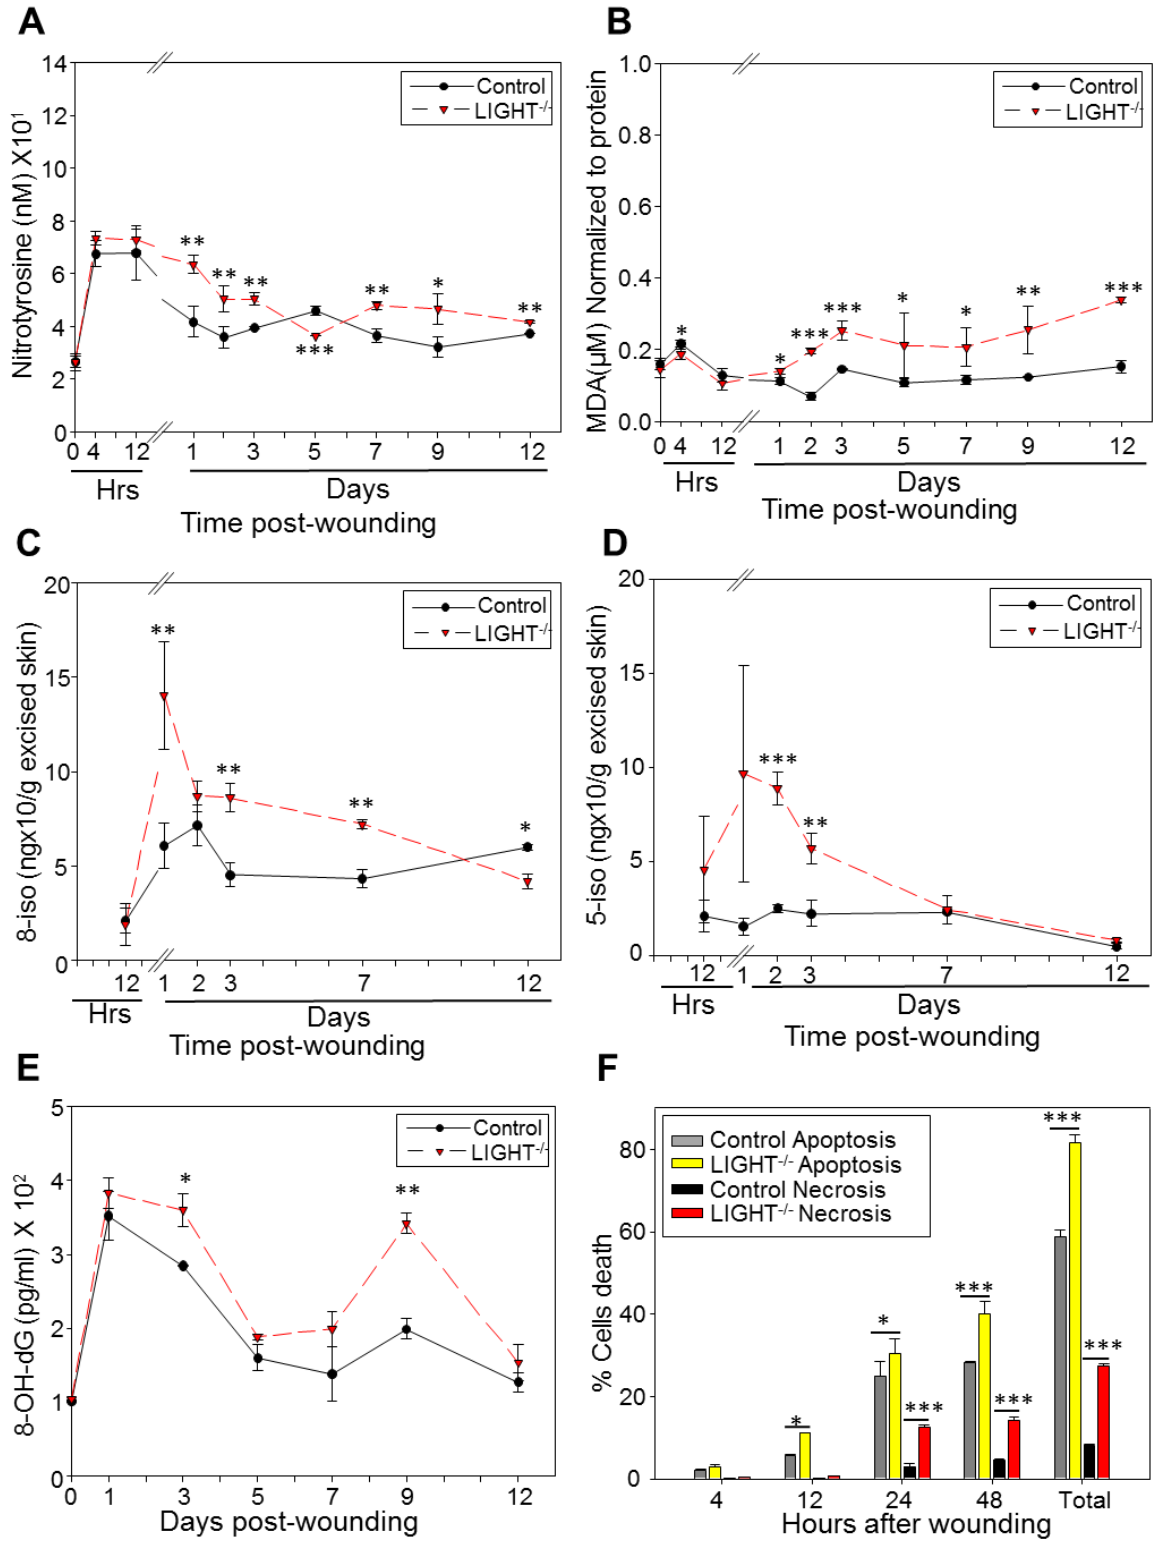 A
Nitrotyrosine (nM) X10¹
14
12
10
8
6
4
2
0
Control
LIGHT⁻/⁻
** ** ** *** ** * **
0 4 12 1 3 5 7 9 12
Hrs Days
Time post-wounding
B
MDA(µM) Normalized to protein
1.0
0.8
0.6
0.4
0.2
0.0
Control
LIGHT⁻/⁻
* * *** *** * * ** ***
0 4 12 1 2 3 5 7 9 12
Hrs Days
Time post-wounding
C
8-iso (ngx10/g excised skin)
20
15
10
5
0
Control
LIGHT⁻/⁻
** ** ** *
12 1 2 3 7 12
Hrs Days
Time post-wounding
D
5-iso (ngx10/g excised skin)
20
15
10
5
0
Control
LIGHT⁻/⁻
*** **
12 1 2 3 7 12
Hrs Days
Time post-wounding
E
8-OH-dG (pg/ml) X 10²
5
4
3
2
1
0
Control
LIGHT⁻/⁻
* **
0 1 3 5 7 9 12
Days post-wounding
F
% Cells death
80
60
40
20
0
Control Apoptosis
LIGHT⁻/⁻ Apoptosis
Control Necrosis
LIGHT⁻/⁻ Necrosis
* * *** *** *** *** ***
4 12 24 48 Total
Hours after wounding